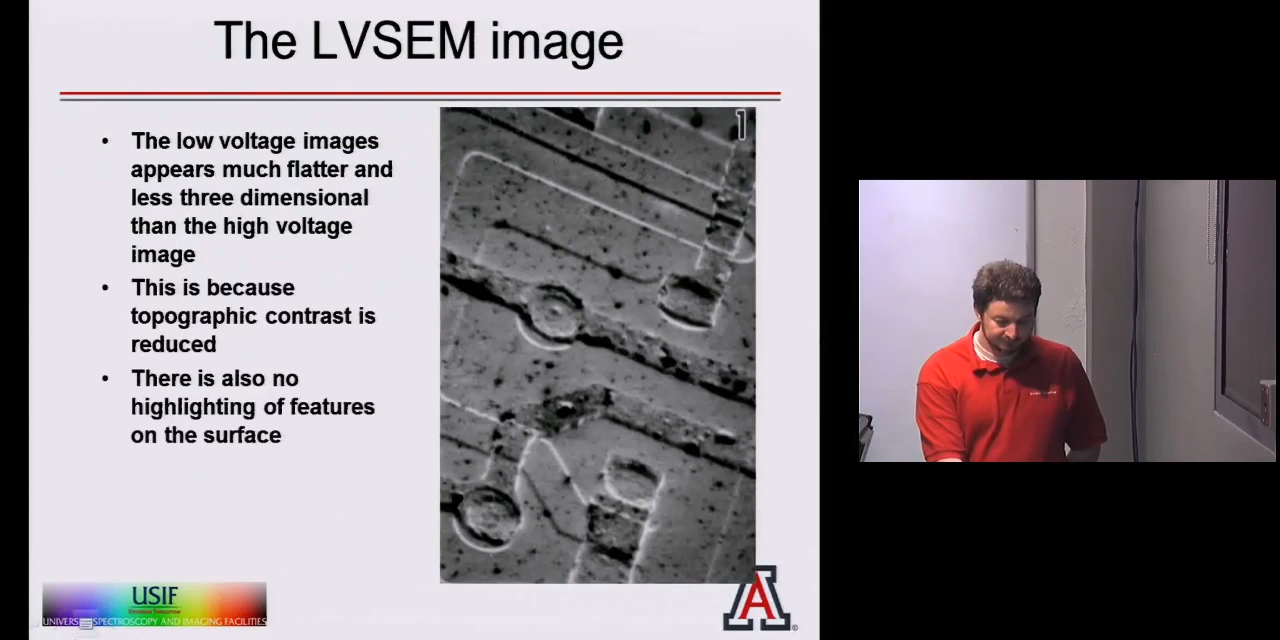 The LVSEM image
• The low voltage images
appears much flatter and
less three dimensional
than the high voltage
image
• This is because
topographic contrast is
reduced
• There is also no
highlighting of features
on the surface
1
USIF
SPECTROSCOPY AND IMAGING FACILITIES
A